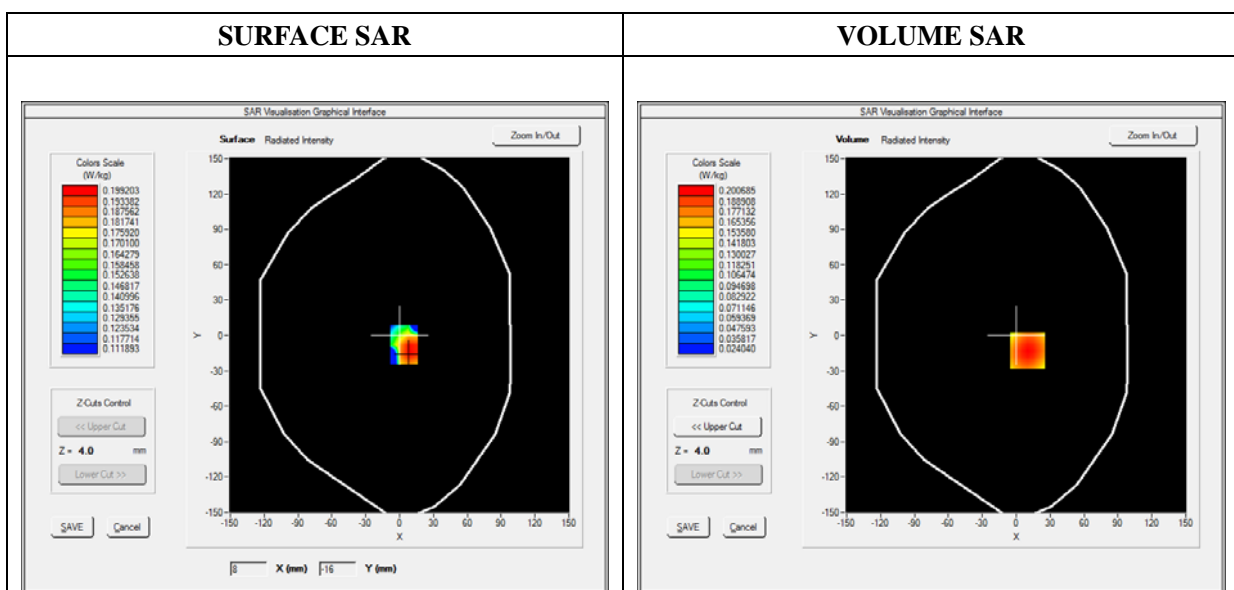 SURFACE SAR
VOLUME SAR
SAR Visualisation Graphical Interface
Surface Radiated Intensity
Zoom In/Out
Colors Scale
(W/kg)
0.199203
0.193382
0.187562
0.181741
0.175920
0.170100
0.164279
0.158458
0.152638
0.146817
0.140996
0.135176
0.129355
0.123534
0.117714
0.111893
Z-Cuts Control
<< Upper Cut
Z = 4.0 mm
Lower Cut >>
SAVE Cancel
150
120
90
60
30
0
-30
-60
-90
-120
-150
Y
-150 -120 -90 -60 -30 0 30 60 90 120 150
X
8 X (mm) -16 Y (mm)
SAR Visualisation Graphical Interface
Volume Radiated Intensity
Zoom In/Out
Colors Scale
(W/kg)
0.200685
0.188908
0.177132
0.165356
0.153580
0.141803
0.130027
0.118251
0.106474
0.094698
0.082922
0.071146
0.059369
0.047593
0.035817
0.024040
Z-Cuts Control
<< Upper Cut
Z = 4.0 mm
Lower Cut >>
SAVE Cancel
150
120
90
60
30
0
-30
-60
-90
-120
-150
Y
-150 -120 -90 -60 -30 0 30 60 90 120 150
X